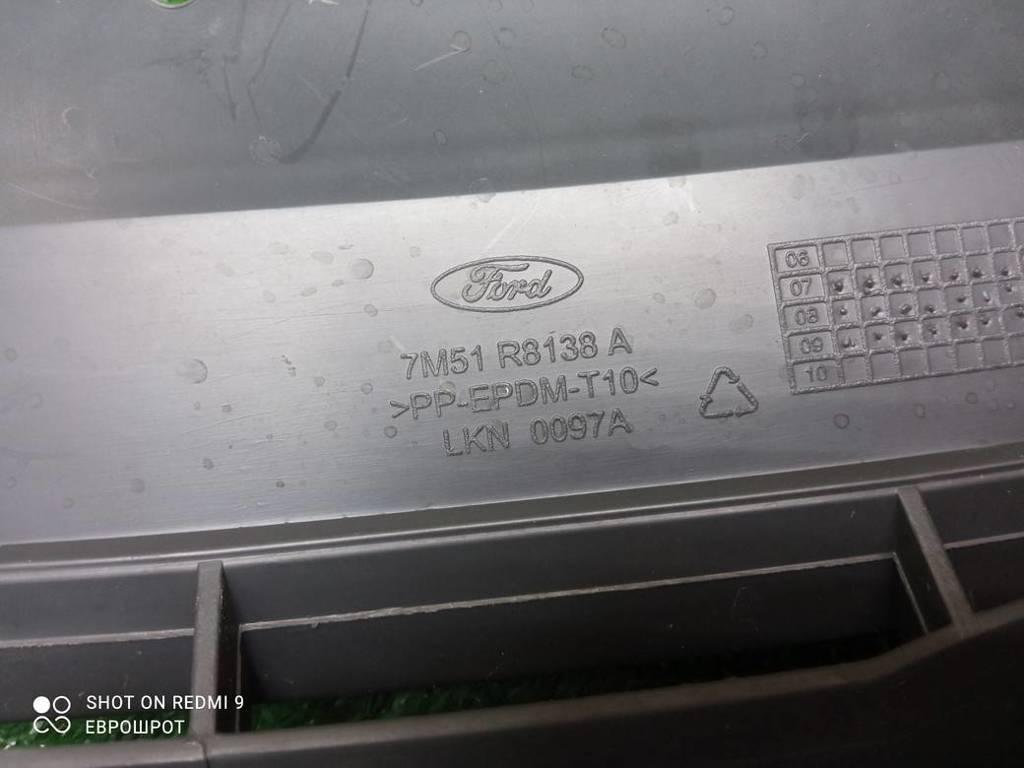 Ford
7M51 R8138 A
>PP-EPDM-T10<
LKN 0097A
06
07
08
09
10
SHOT ON REDMI 9
ЕВРОШРОТ